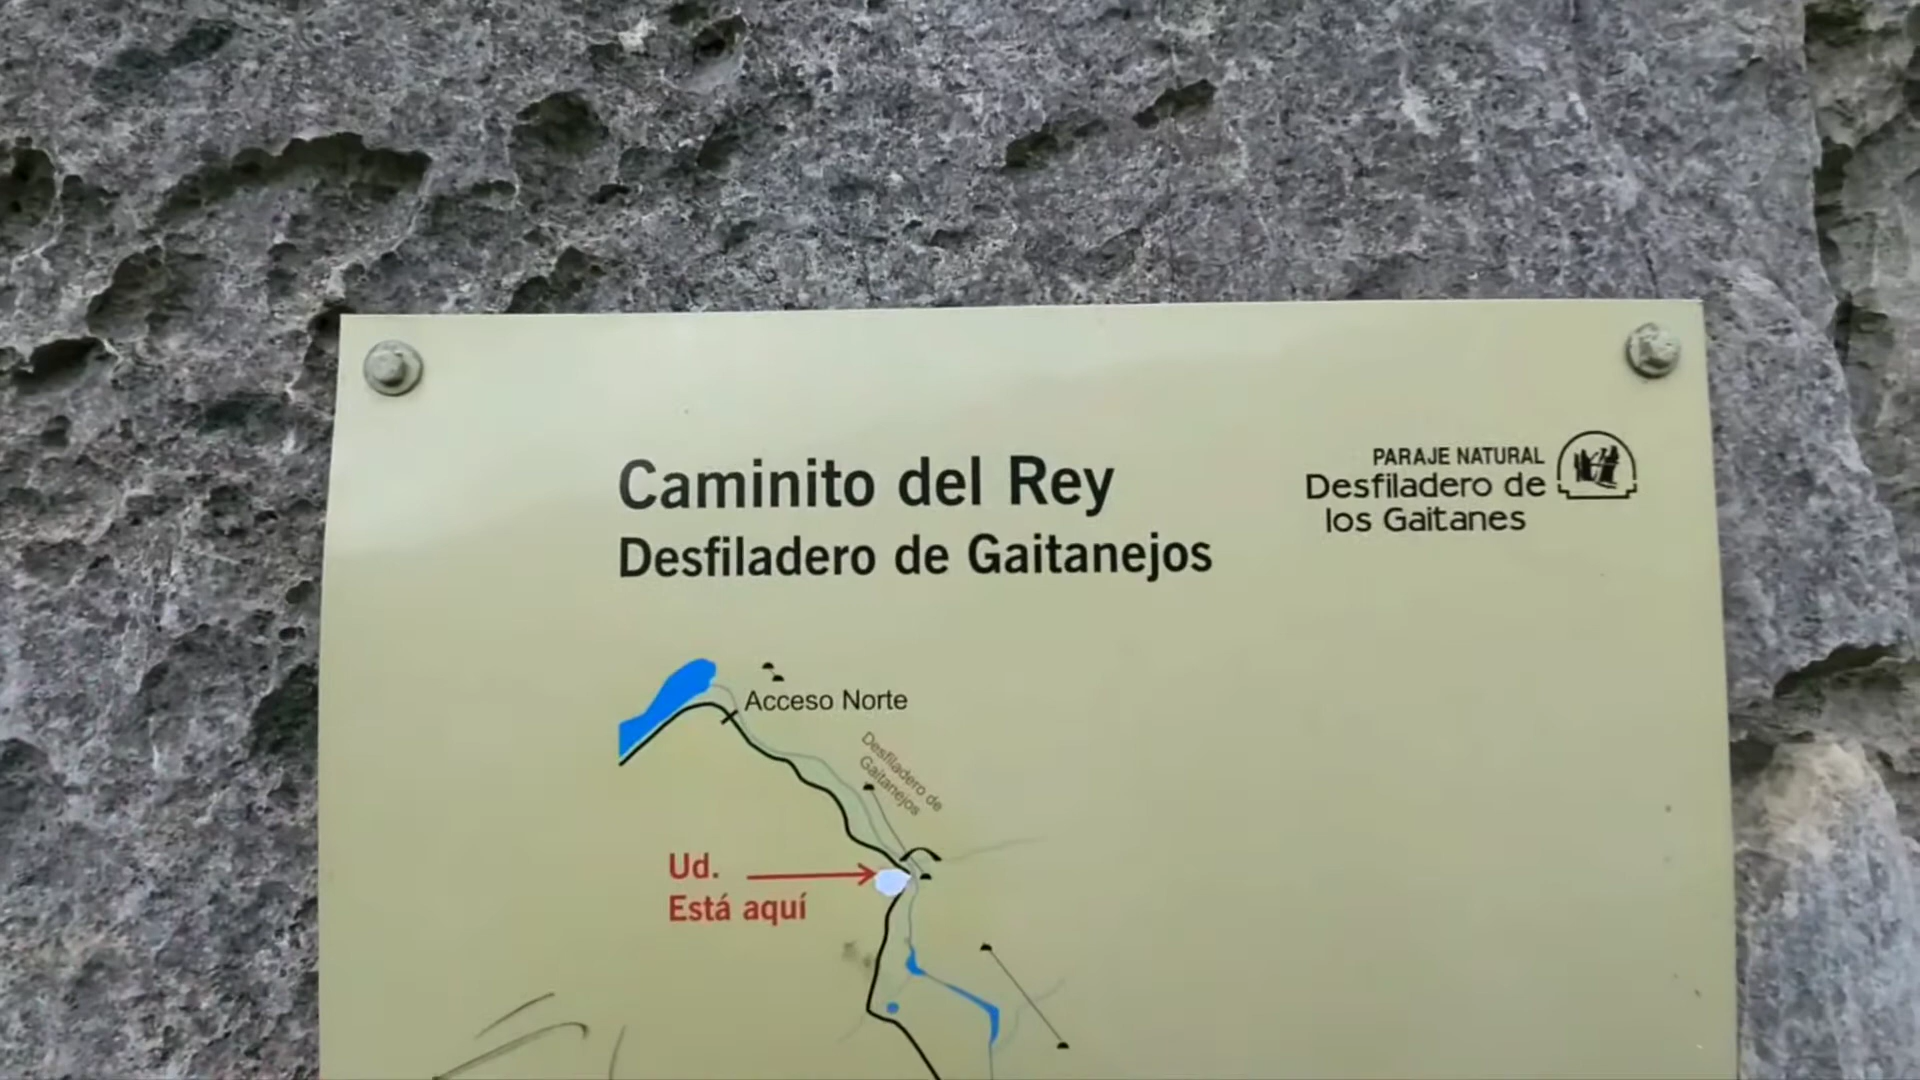 Caminito del Rey
Desfiladero de Gaitanejos
PARAJE NATURAL
Desfiladero de
los Gaitanes
Acceso Norte
Desfiladero de
Gaitanejos
Ud.
Está aquí